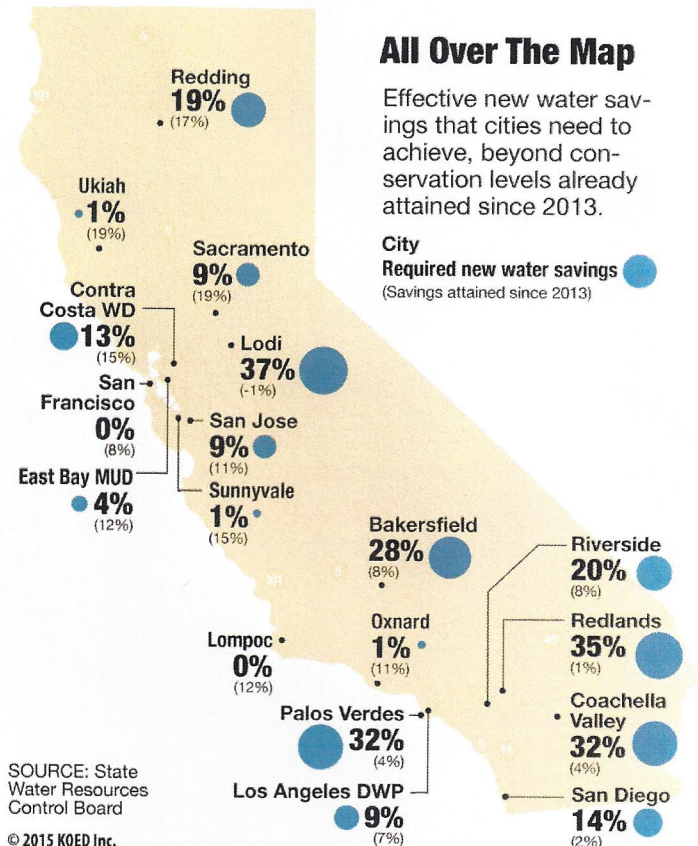 All Over The Map
Effective new water sav-
ings that cities need to
achieve, beyond con-
servation levels already
attained since 2013.
City
Required new water savings
(Savings attained since 2013)
Redding
19%
(17%)
Ukiah
1%
(19%)
Sacramento
9%
(19%)
Contra
Costa WD
13%
(15%)
Lodi
37%
(-1%)
San
Francisco
0%
(8%)
San Jose
9%
(11%)
East Bay MUD
4%
(12%)
Sunnyvale
1%
(15%)
Bakersfield
28%
(8%)
Riverside
20%
(8%)
Oxnard
1%
(11%)
Redlands
35%
(1%)
Lompoc
0%
(12%)
Coachella
Valley
32%
(4%)
Palos Verdes
32%
(4%)
Los Angeles DWP
9%
(7%)
San Diego
14%
(2%)
SOURCE: State
Water Resources
Control Board
© 2015 KQED Inc.
101
5
101
5
15